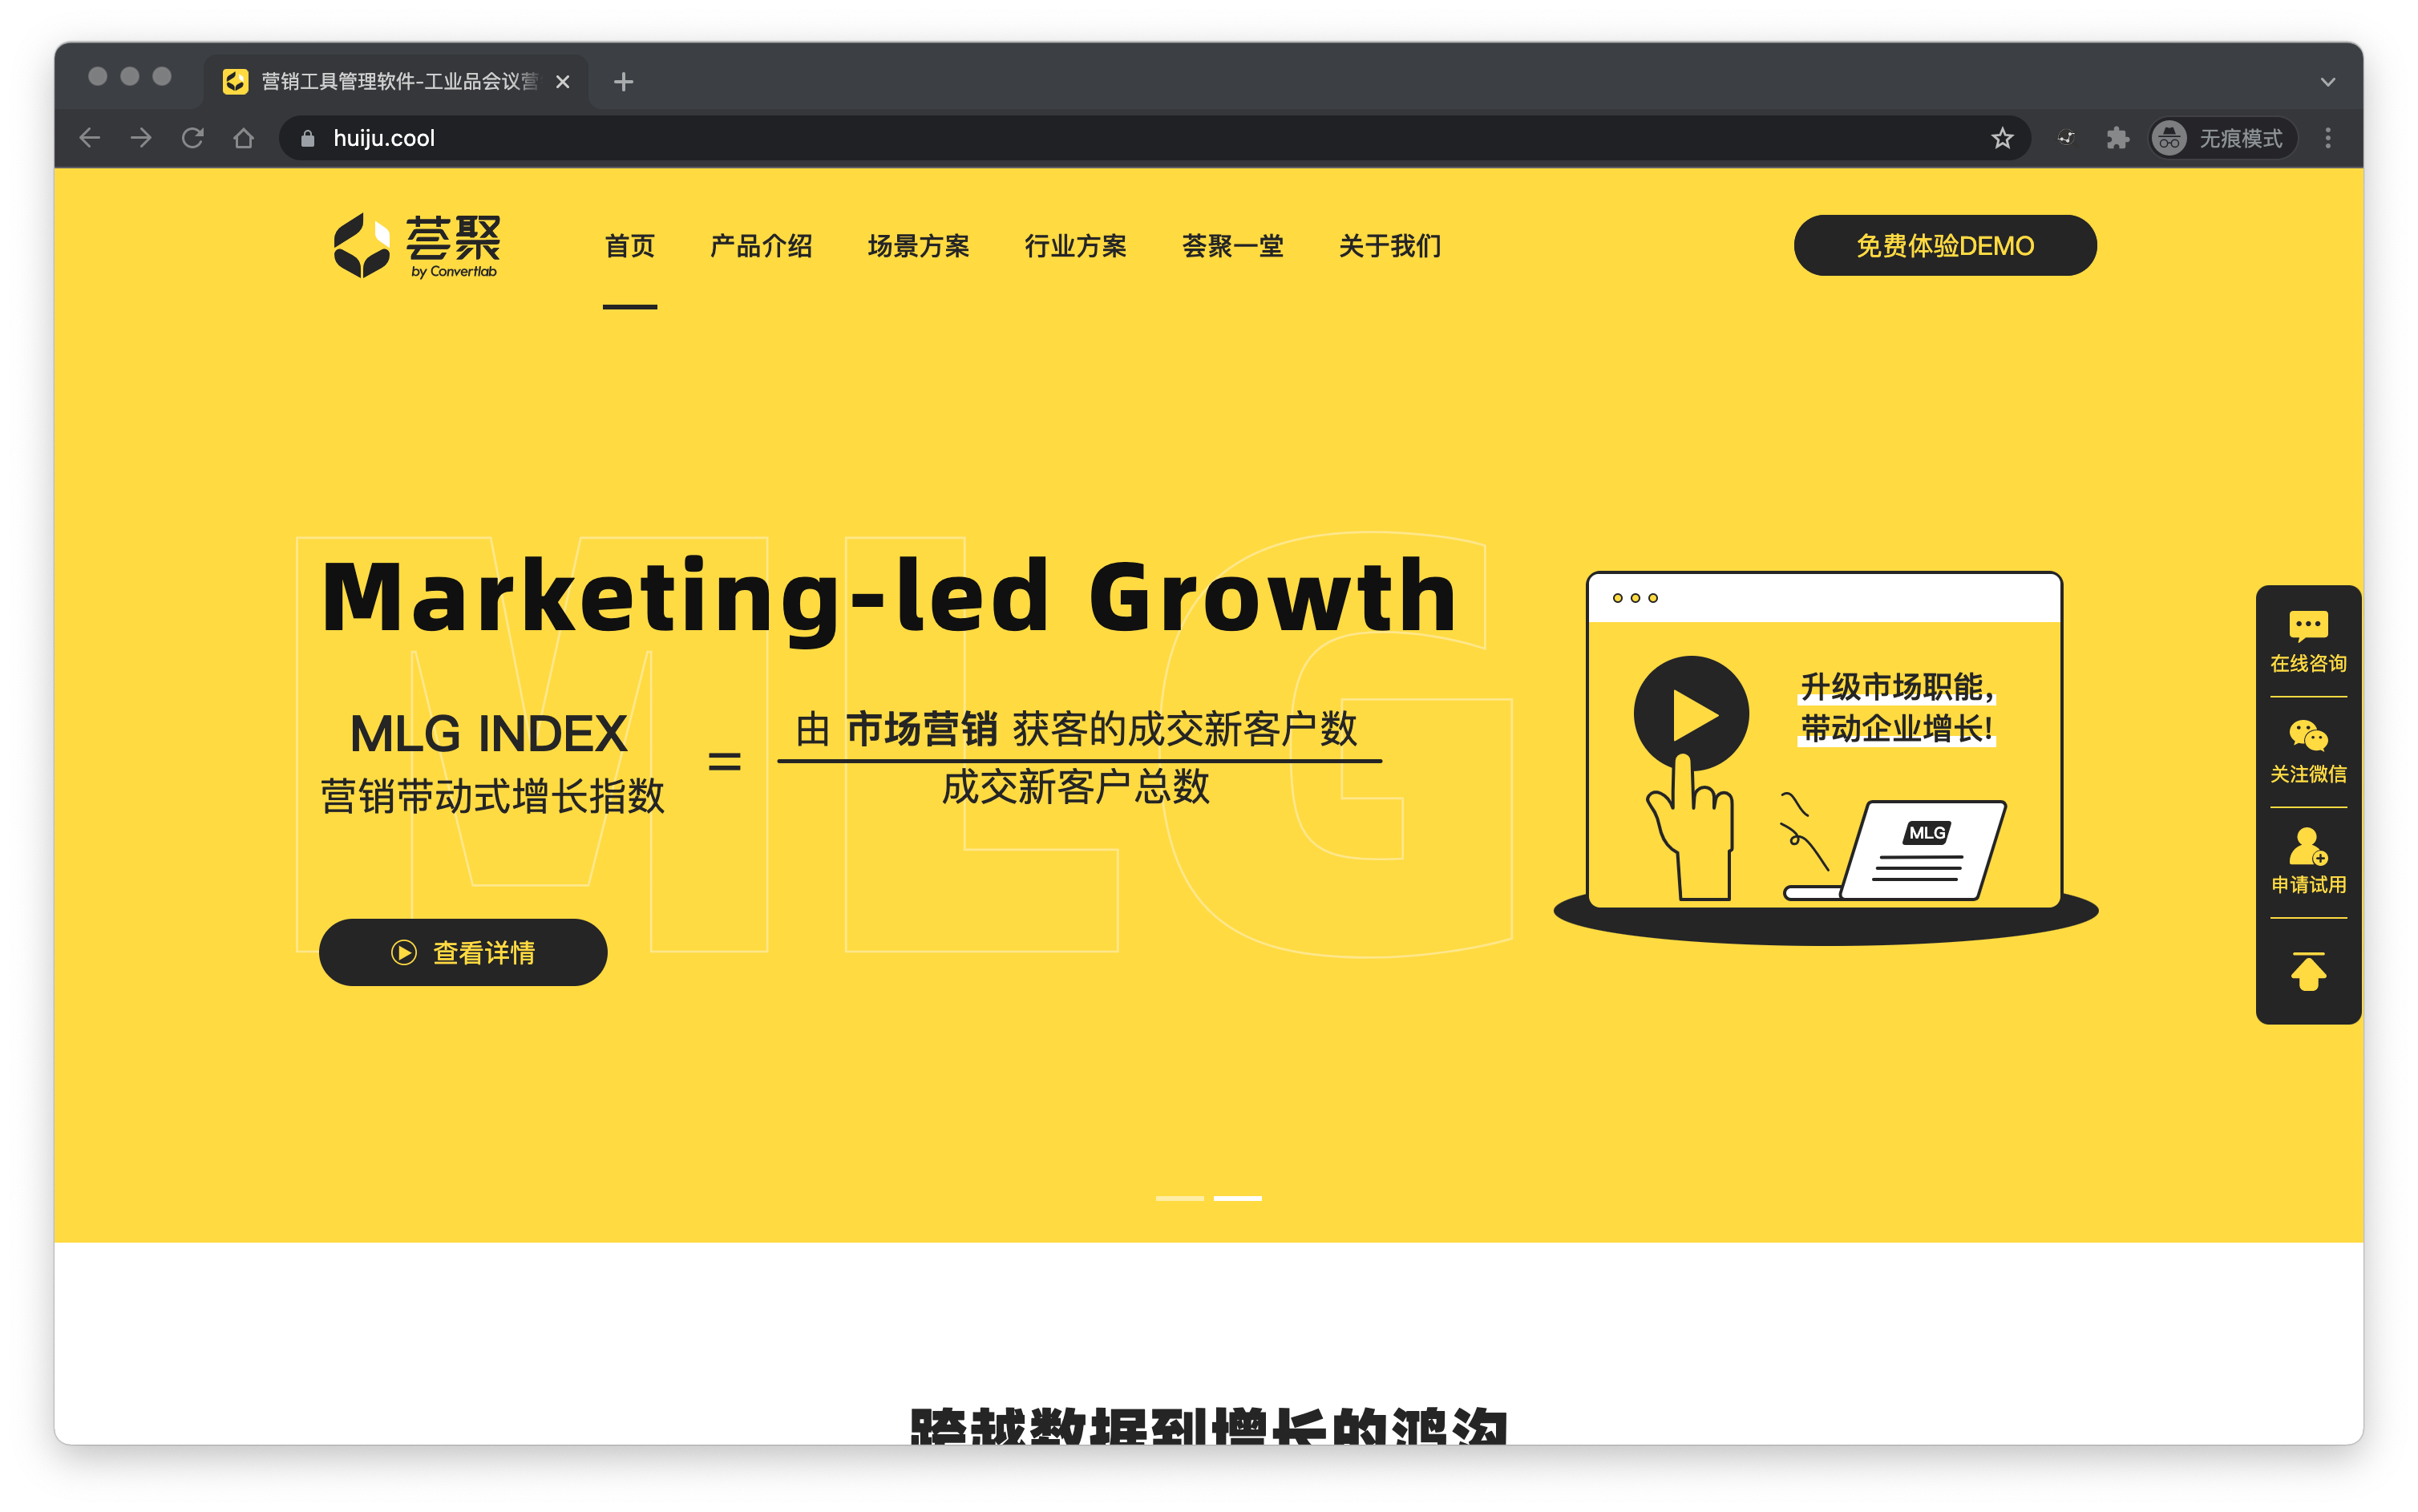 营销工具管理软件-工业品会议营
huiju.cool
无痕模式
荟聚
by Convertlab
首页 产品介绍 场景方案 行业方案 荟聚一堂 关于我们
免费体验DEMO
MLG
Marketing-led Growth
MLG INDEX
营销带动式增长指数
=
由 市场营销 获客的成交新客户数
成交新客户总数
查看详情
升级市场职能，
带动企业增长！
MLG
在线咨询
关注微信
申请试用
跨越数据到增长的鸿沟